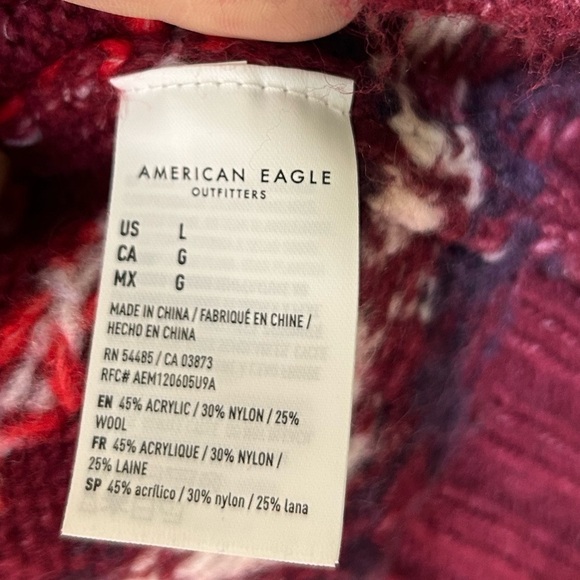 AMERICAN EAGLE
OUTFITTERS
US L
CA G
MX G
MADE IN CHINA / FABRIQUÉ EN CHINE /
HECHO EN CHINA
RN 54485 / CA 03873
RFC# AEM120605U9A
EN 45% ACRYLIC / 30% NYLON / 25%
WOOL
FR 45% ACRYLIQUE / 30% NYLON /
25% LAINE
SP 45% acrílico / 30% nylon / 25% lana